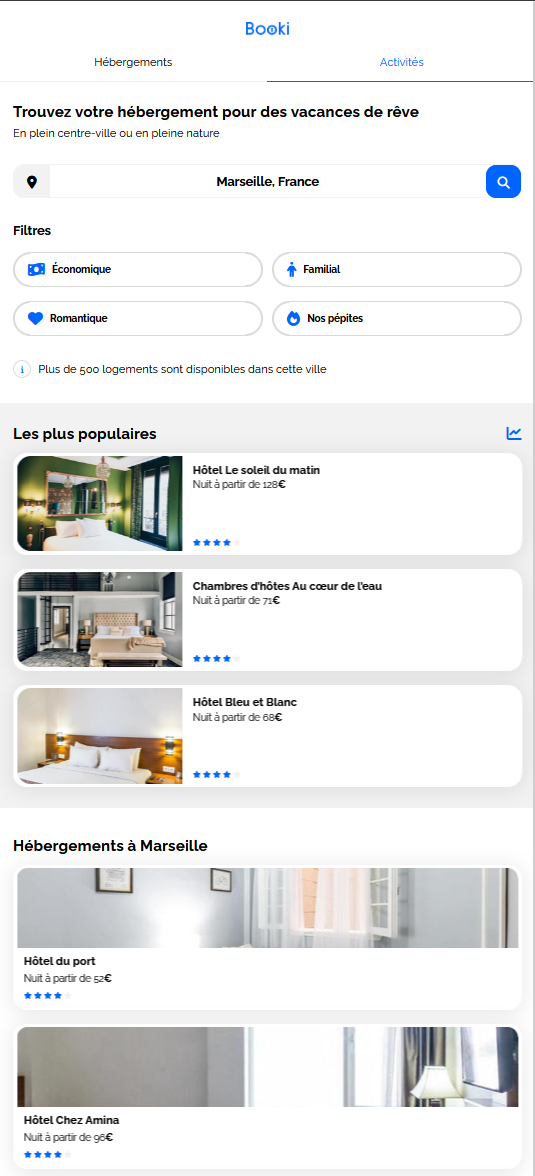 Booki
Hébergements
Activités
Trouvez votre hébergement pour des vacances de rêve
En plein centre-ville ou en pleine nature
Marseille, France
Filtres
Économique
Familial
Romantique
Nos pépites
Plus de 500 logements sont disponibles dans cette ville
Les plus populaires
Hôtel Le soleil du matin
Nuit à partir de 128€
Chambres d'hôtes Au cœur de l'eau
Nuit à partir de 71€
Hôtel Bleu et Blanc
Nuit à partir de 68€
Hébergements à Marseille
Hôtel du port
Nuit à partir de 52€
Hôtel Chez Amina
Nuit à partir de 96€